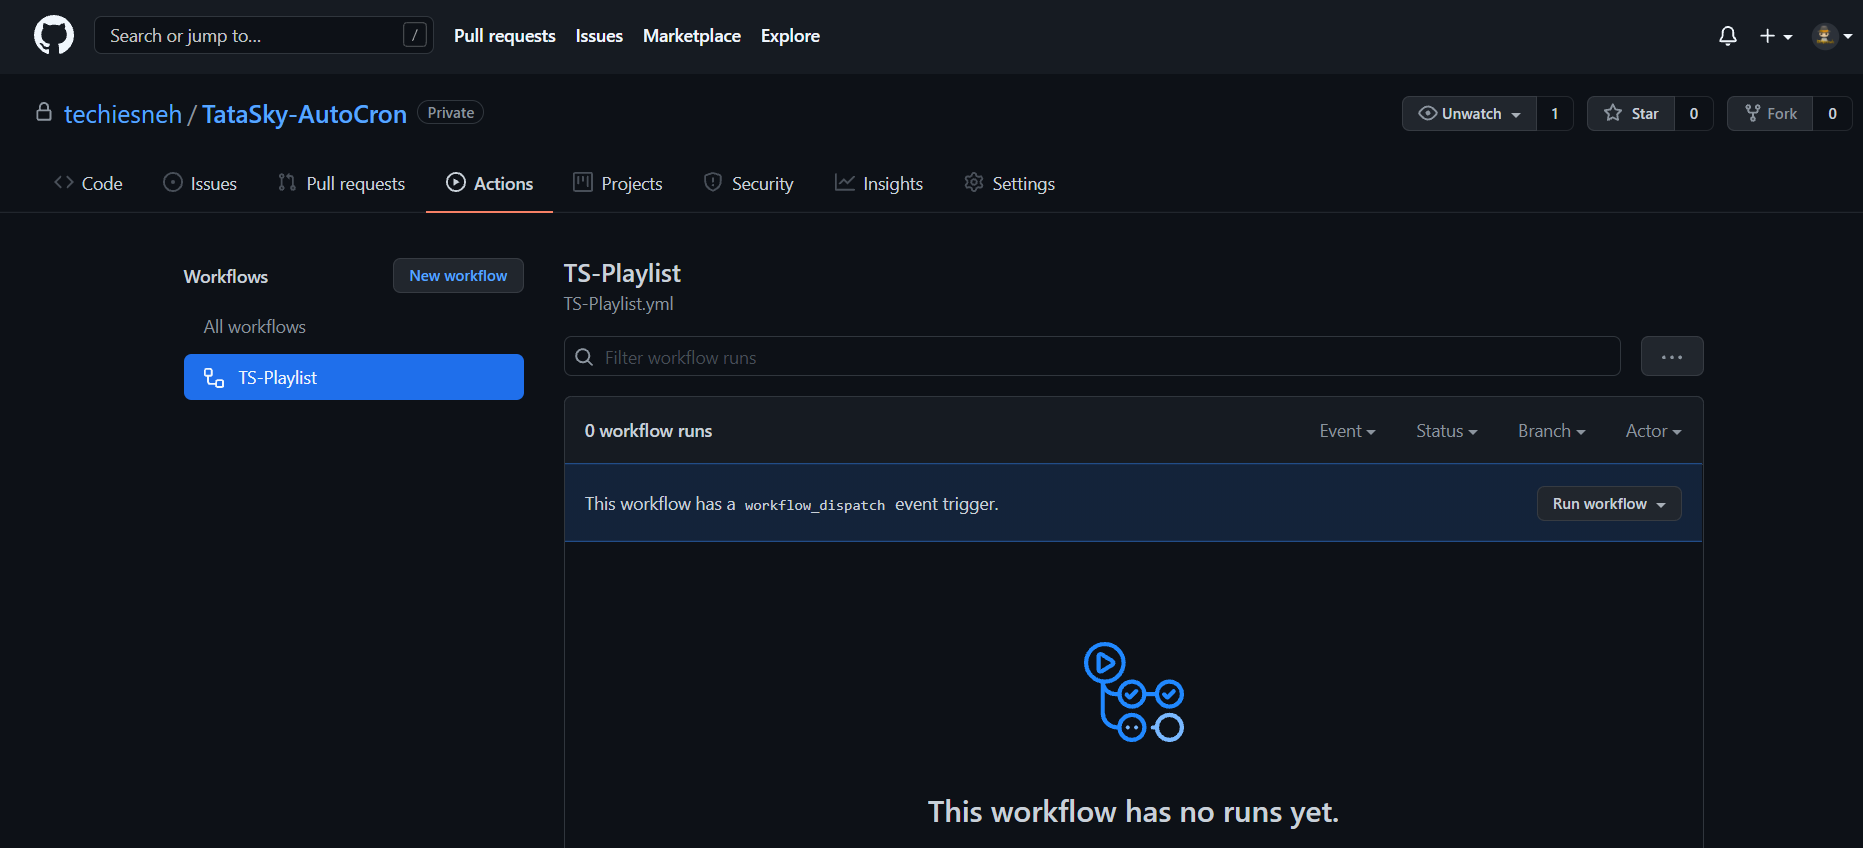 Search or jump to... / Pull requests Issues Marketplace Explore
techiesneh / TataSky-AutoCron Private Unwatch 1 Star 0 Fork 0
Code Issues Pull requests Actions Projects Security Insights Settings
Workflows New workflow
All workflows
TS-Playlist
TS-Playlist
TS-Playlist.yml
Filter workflow runs
0 workflow runs Event Status Branch Actor
This workflow has a workflow_dispatch event trigger. Run workflow
This workflow has no runs yet.